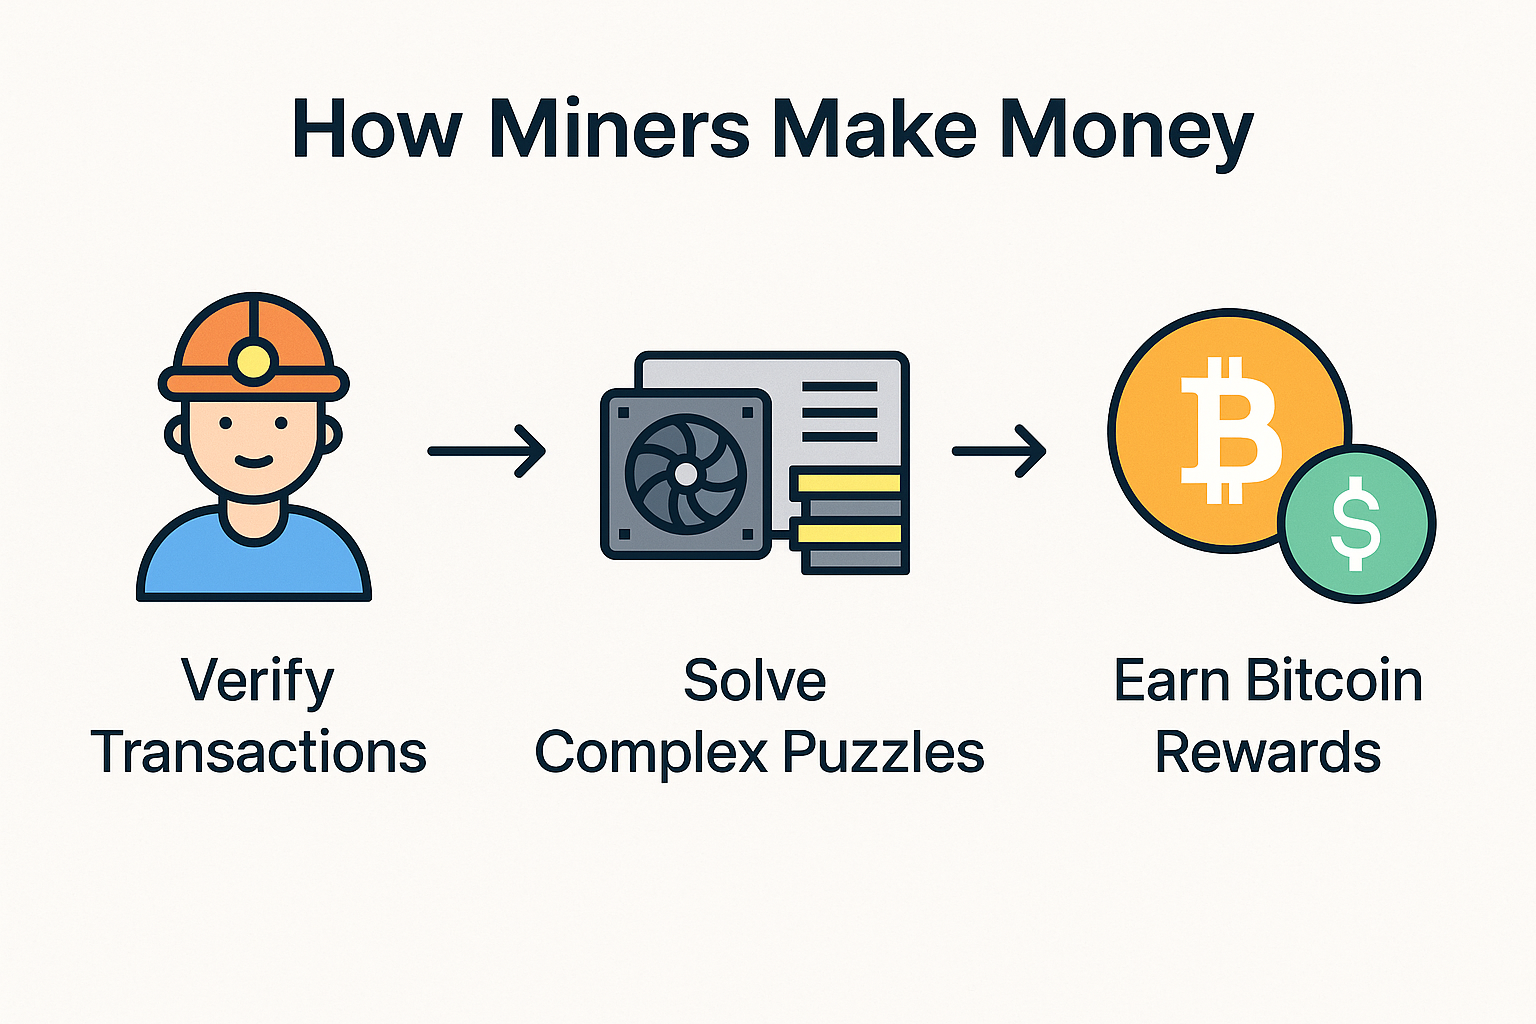 How Miners Make Money
₿
$
Verify
Transactions
Solve
Complex Puzzles
Earn Bitcoin
Rewards